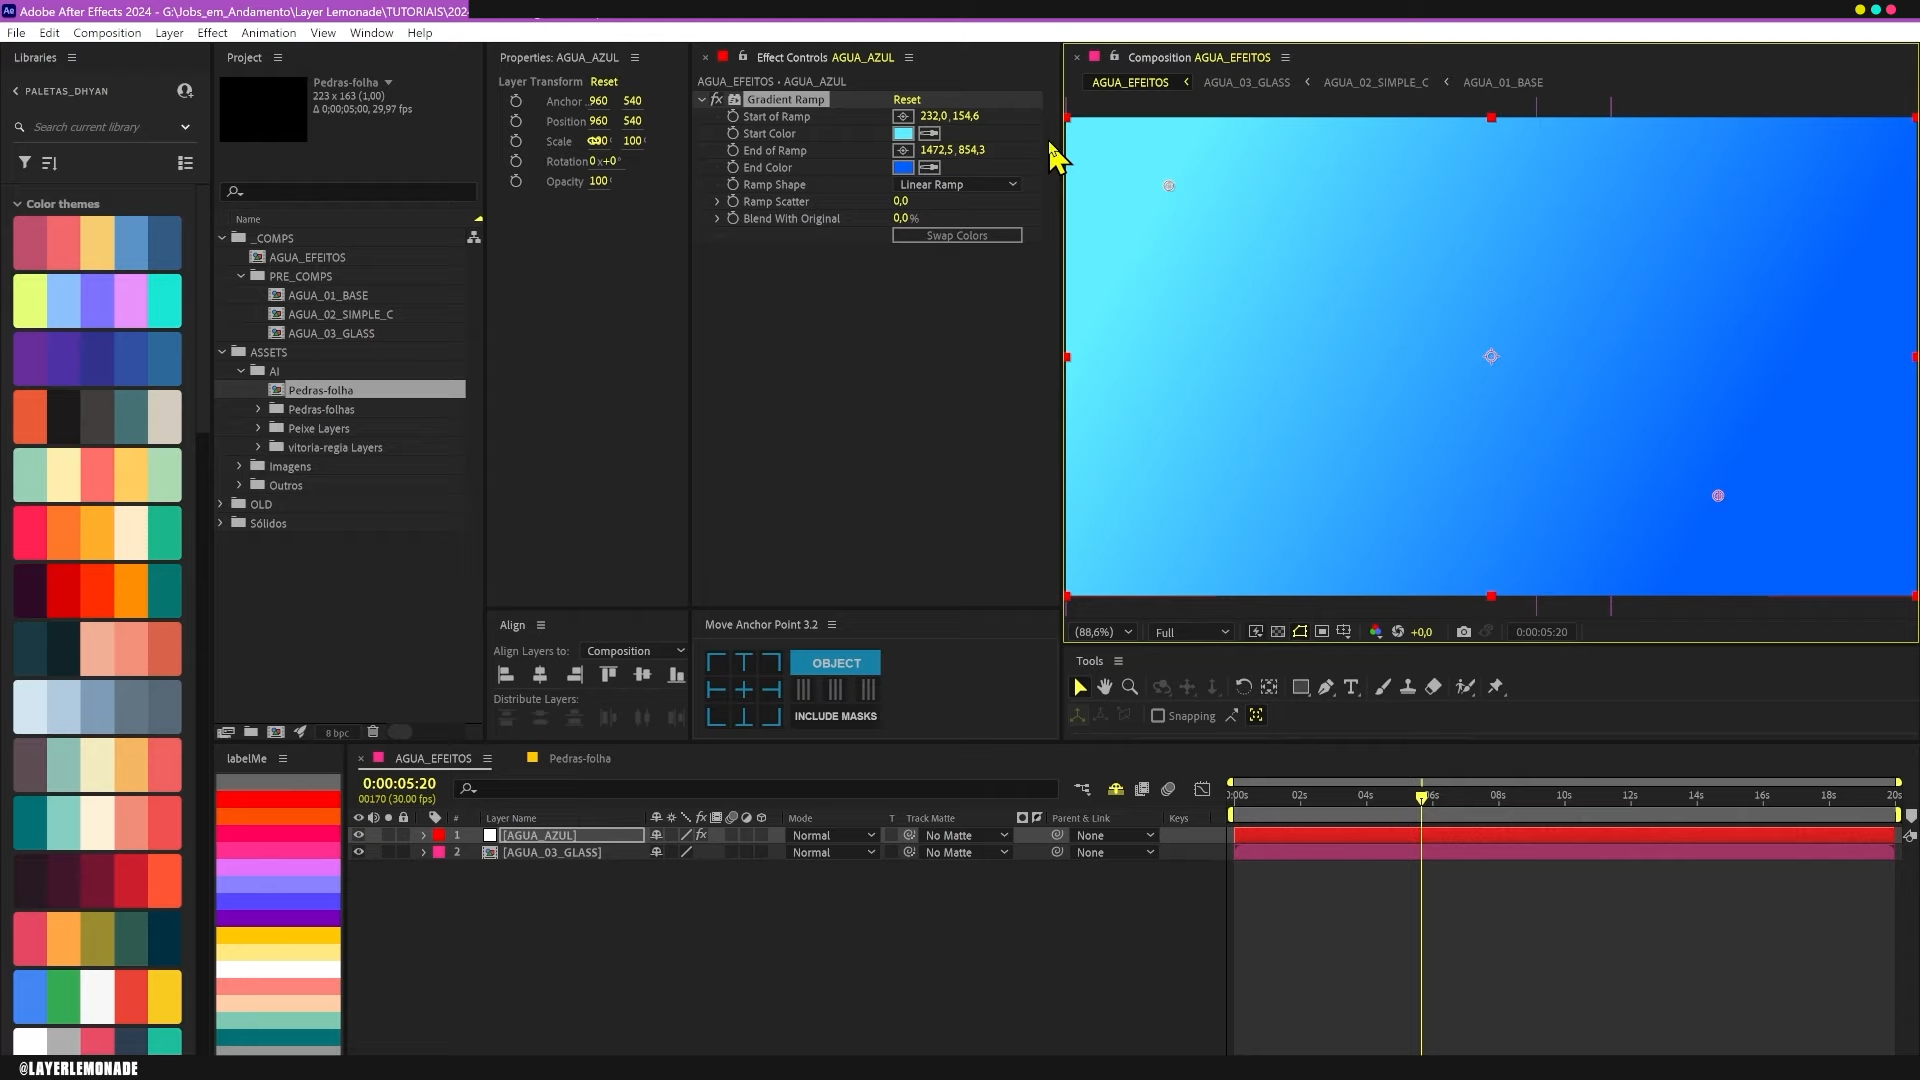 Adobe After Effects 2024 - G:\Jobs_em_Andamento\Layer Lemonade\TUTORIAIS\202
File Edit Composition Layer Effect Animation View Window Help
Libraries
PALETAS_DHYAN
Search current library
Color themes
Project
Pedras-folha
223 x 163 (1,00)
Δ 0;00;05;00, 29,97 fps
Name
_COMPS
AGUA_EFEITOS
PRE_COMPS
AGUA_01_BASE
AGUA_02_SIMPLE_C
AGUA_03_GLASS
ASSETS
AI
Pedras-folha
Pedras-folhas
Peixe Layers
vitoria-regia Layers
Imagens
Outros
OLD
Sólidos
8 bpc
Properties: AGUA_AZUL
Layer Transform Reset
Anchor 960 540
Position 960 540
Scale 100
Rotation 0x+0°
Opacity 100
Align
Align Layers to: Composition
Distribute Layers:
Effect Controls AGUA_AZUL
AGUA_EFEITOS • AGUA_AZUL
fx Gradient Ramp Reset
Start of Ramp 232,0, 154,6
Start Color
End of Ramp 1472,5, 854,3
End Color
Ramp Shape Linear Ramp
Ramp Scatter 0,0
Blend With Original 0,0 %
Swap Colors
Move Anchor Point 3.2
OBJECT
INCLUDE MASKS
Composition AGUA_EFEITOS
AGUA_EFEITOS AGUA_03_GLASS AGUA_02_SIMPLE_C AGUA_01_BASE
(88,6%) Full +0,0 0:00:05:20
Tools
Snapping
labelMe
AGUA_EFEITOS Pedras-folha
0:00:05:20
00170 (30.00 fps)
:00s 02s 04s 06s 08s 10s 12s 14s 16s 18s 20s
# Layer Name fx Mode T Track Matte Parent & Link Keys
1 [AGUA_AZUL] fx Normal No Matte None
2 [AGUA_03_GLASS] Normal No Matte None
@LAYERLEMONADE